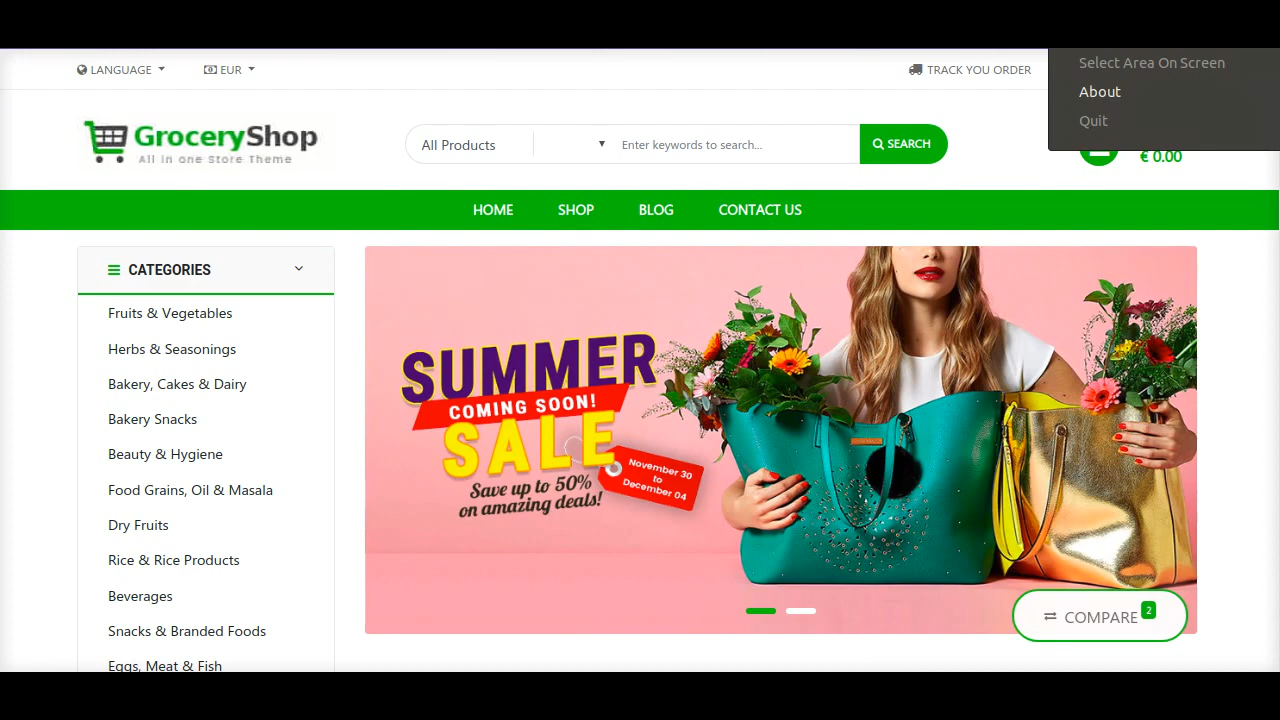 LANGUAGE
EUR
TRACK YOU ORDER
Select Area On Screen
About
Quit
GroceryShop
All in one Store Theme
All Products
Enter keywords to search...
SEARCH
€ 0.00
HOME
SHOP
BLOG
CONTACT US
CATEGORIES
Fruits & Vegetables
Herbs & Seasonings
Bakery, Cakes & Dairy
Bakery Snacks
Beauty & Hygiene
Food Grains, Oil & Masala
Dry Fruits
Rice & Rice Products
Beverages
Snacks & Branded Foods
Eggs, Meat & Fish
SUMMER
COMING SOON!
SALE
November 30
to
December 04
Save up to 50%
on amazing deals!
COMPARE 2